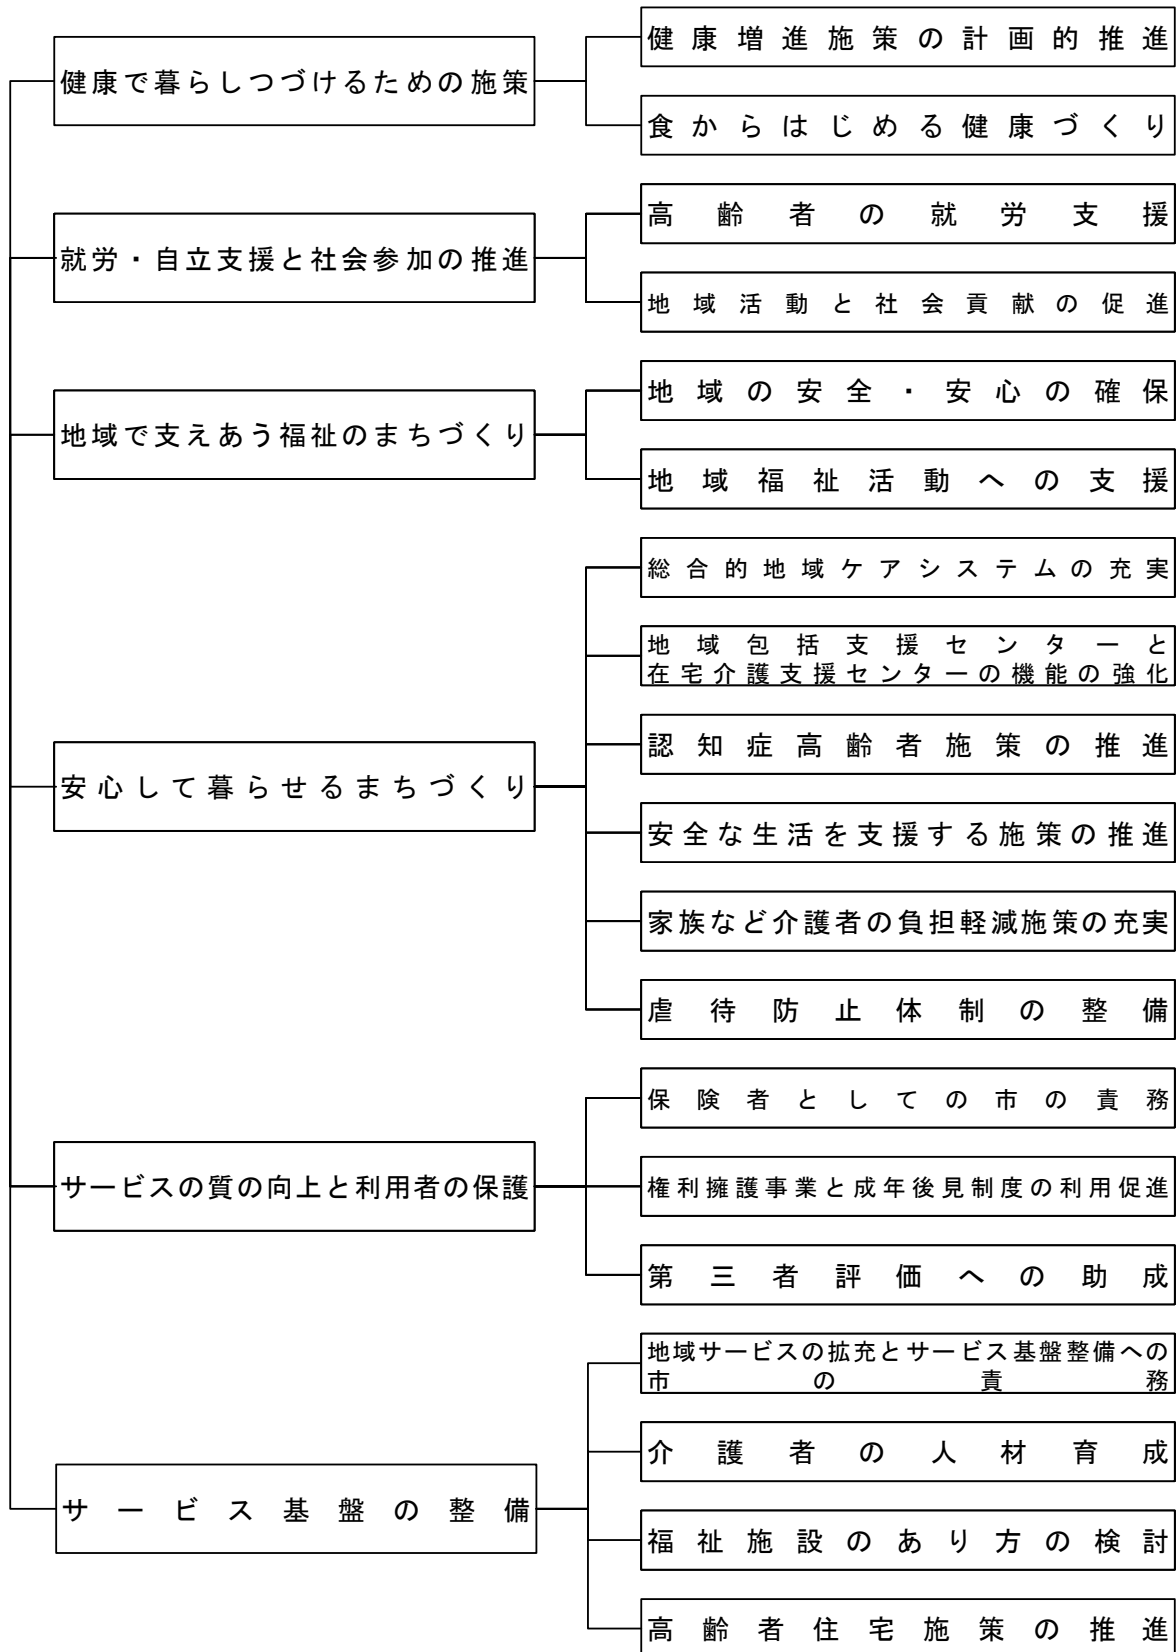 健康で暮らしつづけるための施策
健康増進施策の計画的推進
食からはじめる健康づくり
就労・自立支援と社会参加の推進
高齢者の就労支援
地域活動と社会貢献の促進
地域で支えあう福祉のまちづくり
地域の安全・安心の確保
地域福祉活動への支援
安心して暮らせるまちづくり
総合的地域ケアシステムの充実
地域包括支援センターと
在宅介護支援センターの機能の強化
認知症高齢者施策の推進
安全な生活を支援する施策の推進
家族など介護者の負担軽減施策の充実
虐待防止体制の整備
サービスの質の向上と利用者の保護
保険者としての市の責務
権利擁護事業と成年後見制度の利用促進
第三者評価への助成
サービス基盤の整備
地域サービスの拡充とサービス基盤整備への
市の責務
介護者の人材育成
福祉施設のあり方の検討
高齢者住宅施策の推進